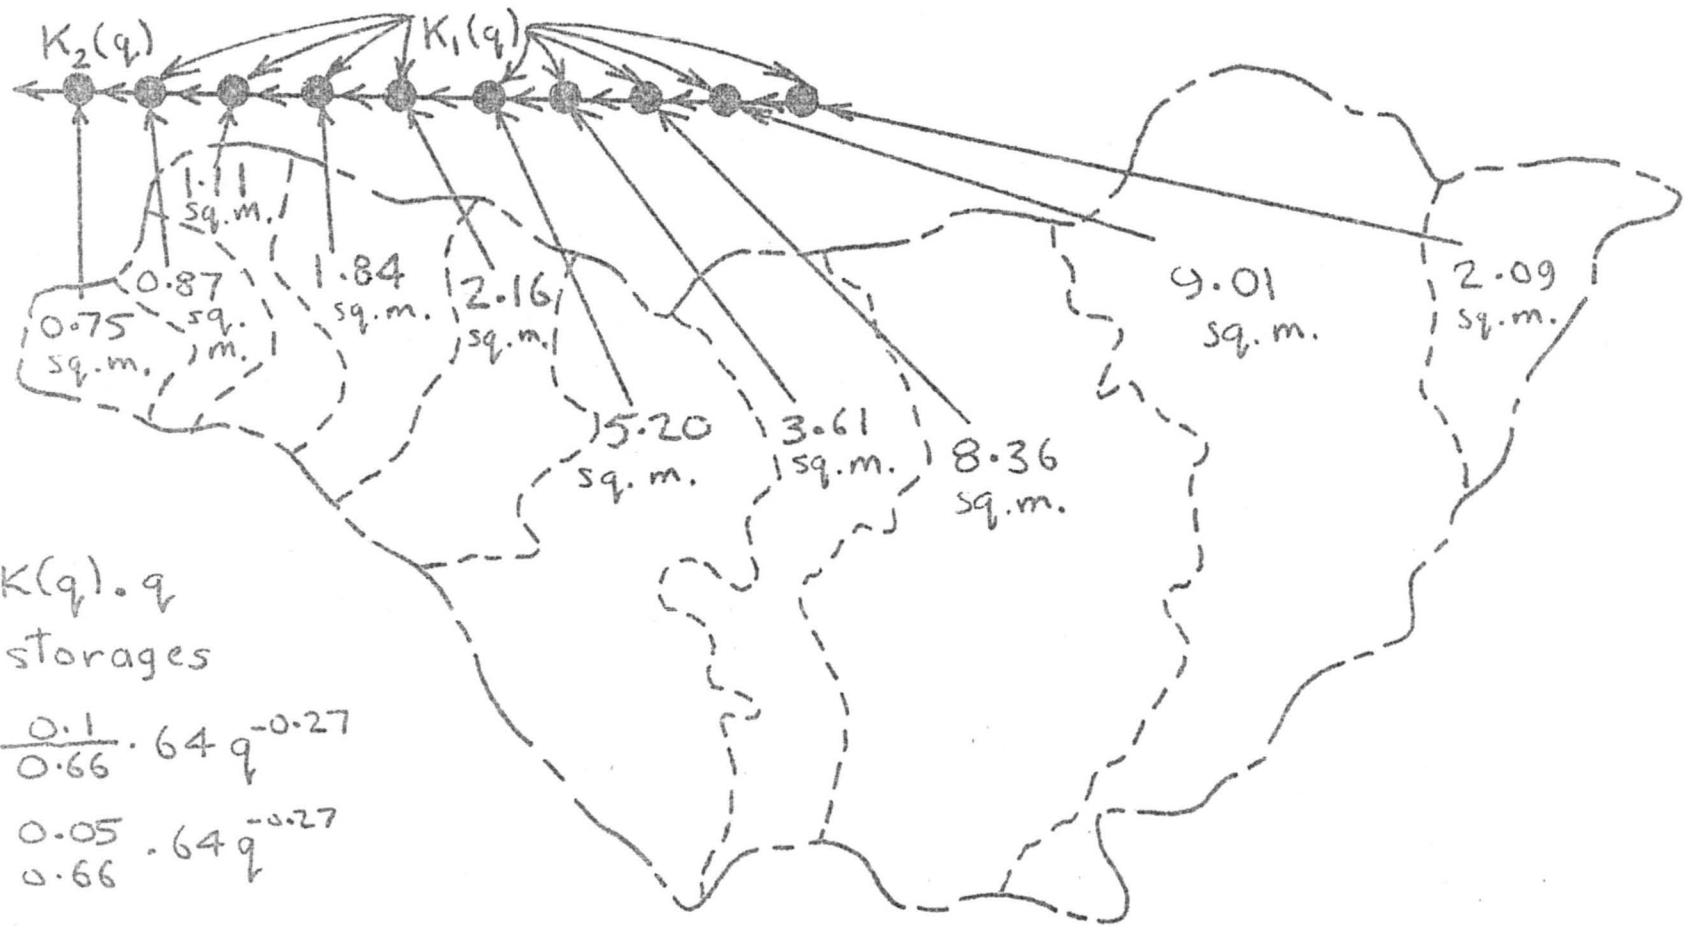 K₂(q) K₁(q)
1.11
sq.m.
0.87
sq.
m.
0.75
sq.m.
1.84
sq.m.
2.16
sq.m.
9.01
sq.m.
2.09
sq.m.
15.20
sq.m.
3.61
sq.m.
8.36
sq.m.
K(q).q
storages
0.1/0.66 . 64 q^-0.27
0.05
0.66 . 64 q^-0.27